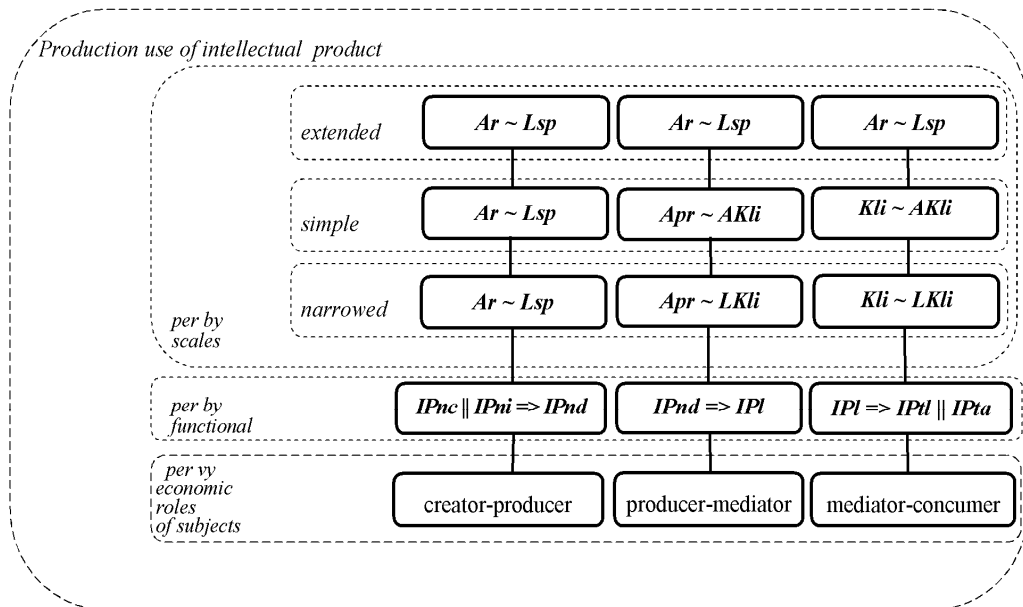 Production use of intellectual product
extended
Ar ~ Lsp
Ar ~ Lsp
Ar ~ Lsp
simple
Ar ~ Lsp
Apr ~ AKli
Kli ~ AKli
narrowed
Ar ~ Lsp
Apr ~ LKli
Kli ~ LKli
per by
scales
per by
functional
IPnc || IPni => IPnd
IPnd => IPl
IPl => IPtl || IPta
per vy
economic
roles
of subjects
creator-producer
producer-mediator
mediator-concumer